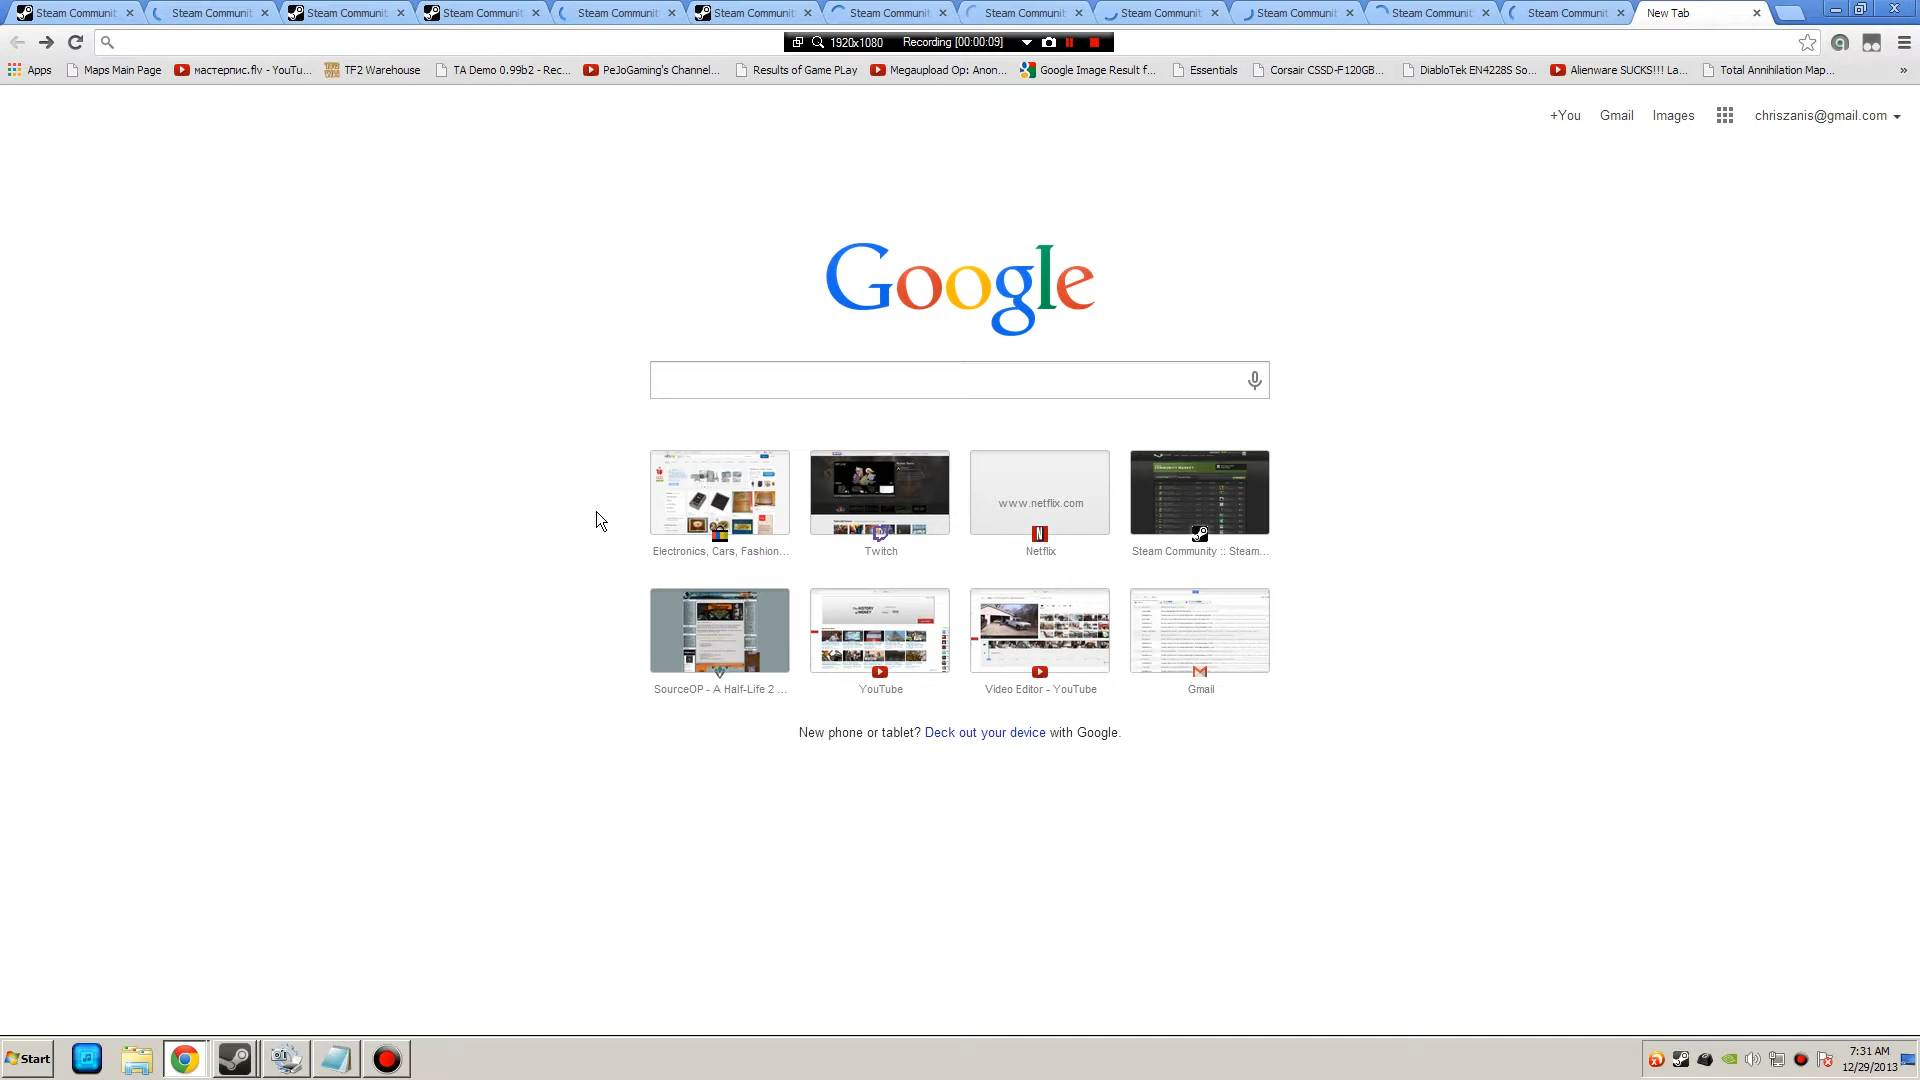 Steam Communit Steam Communit Steam Communit Steam Communit Steam Communit Steam Communit Steam Communit Steam Communit Steam Communit Steam Communit Steam Communit Steam Communit New Tab
1920x1080 Recording [00:00:09]
Apps Maps Main Page мастерпис.flv - YouTu... TF2 Warehouse TA Demo 0.99b2 - Rec... PeJoGaming's Channel... Results of Game PLay Megaupload Op: Anon... Google Image Result f... Essentials Corsair CSSD-F120GB... DiabloTek EN4228S So... Alienware SUCKS!!! La... Total Annihilation Map... »
+You Gmail Images chriszanis@gmail.com
Google
www.netflix.com
Electronics, Cars, Fashion... Twitch Netflix Steam Community :: Steam...
SourceOP - A Half-Life 2 ... YouTube Video Editor - YouTube Gmail
New phone or tablet? Deck out your device with Google.
Start
7:31 AM
12/29/2013